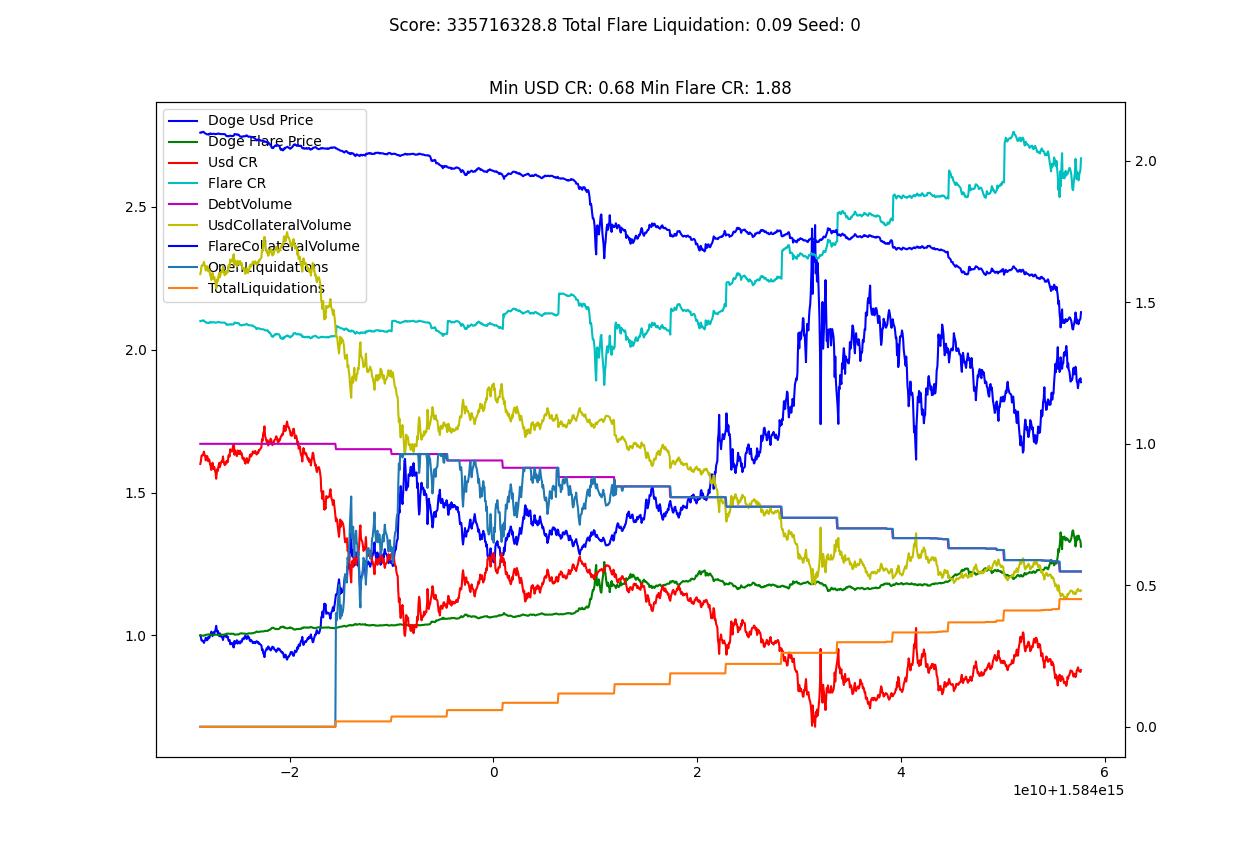 Score: 335716328.8 Total Flare Liquidation: 0.09 Seed: 0
Min USD CR: 0.68 Min Flare CR: 1.88
Doge Usd Price
Doge Flare Price
Usd CR
Flare CR
DebtVolume
UsdCollateralVolume
FlareCollateralVolume
OpenLiquidations
TotalLiquidations
2.5
2.0
1.5
1.0
2.0
1.5
1.0
0.5
0.0
−2
0
2
4
6
1e10+1.584e15